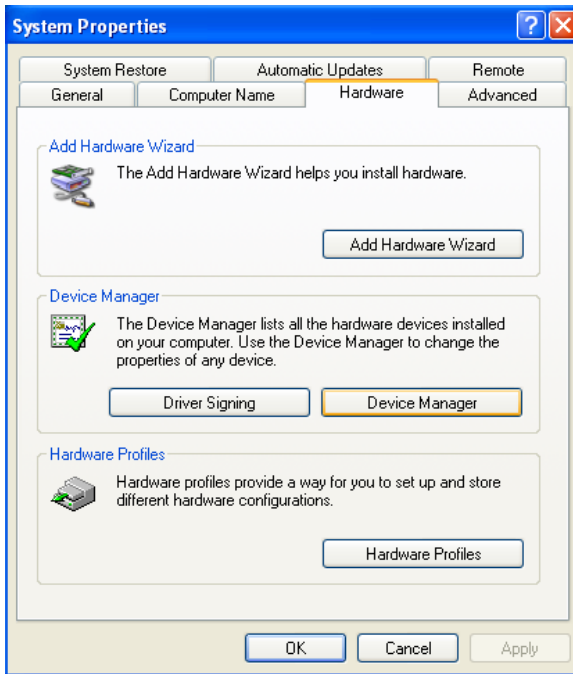 System Properties
System Restore
Automatic Updates
Remote
General
Computer Name
Hardware
Advanced
Add Hardware Wizard
The Add Hardware Wizard helps you install hardware.
Add Hardware Wizard
Device Manager
The Device Manager lists all the hardware devices installed
on your computer. Use the Device Manager to change the
properties of any device.
Driver Signing
Device Manager
Hardware Profiles
Hardware profiles provide a way for you to set up and store
different hardware configurations.
Hardware Profiles
OK
Cancel
Apply